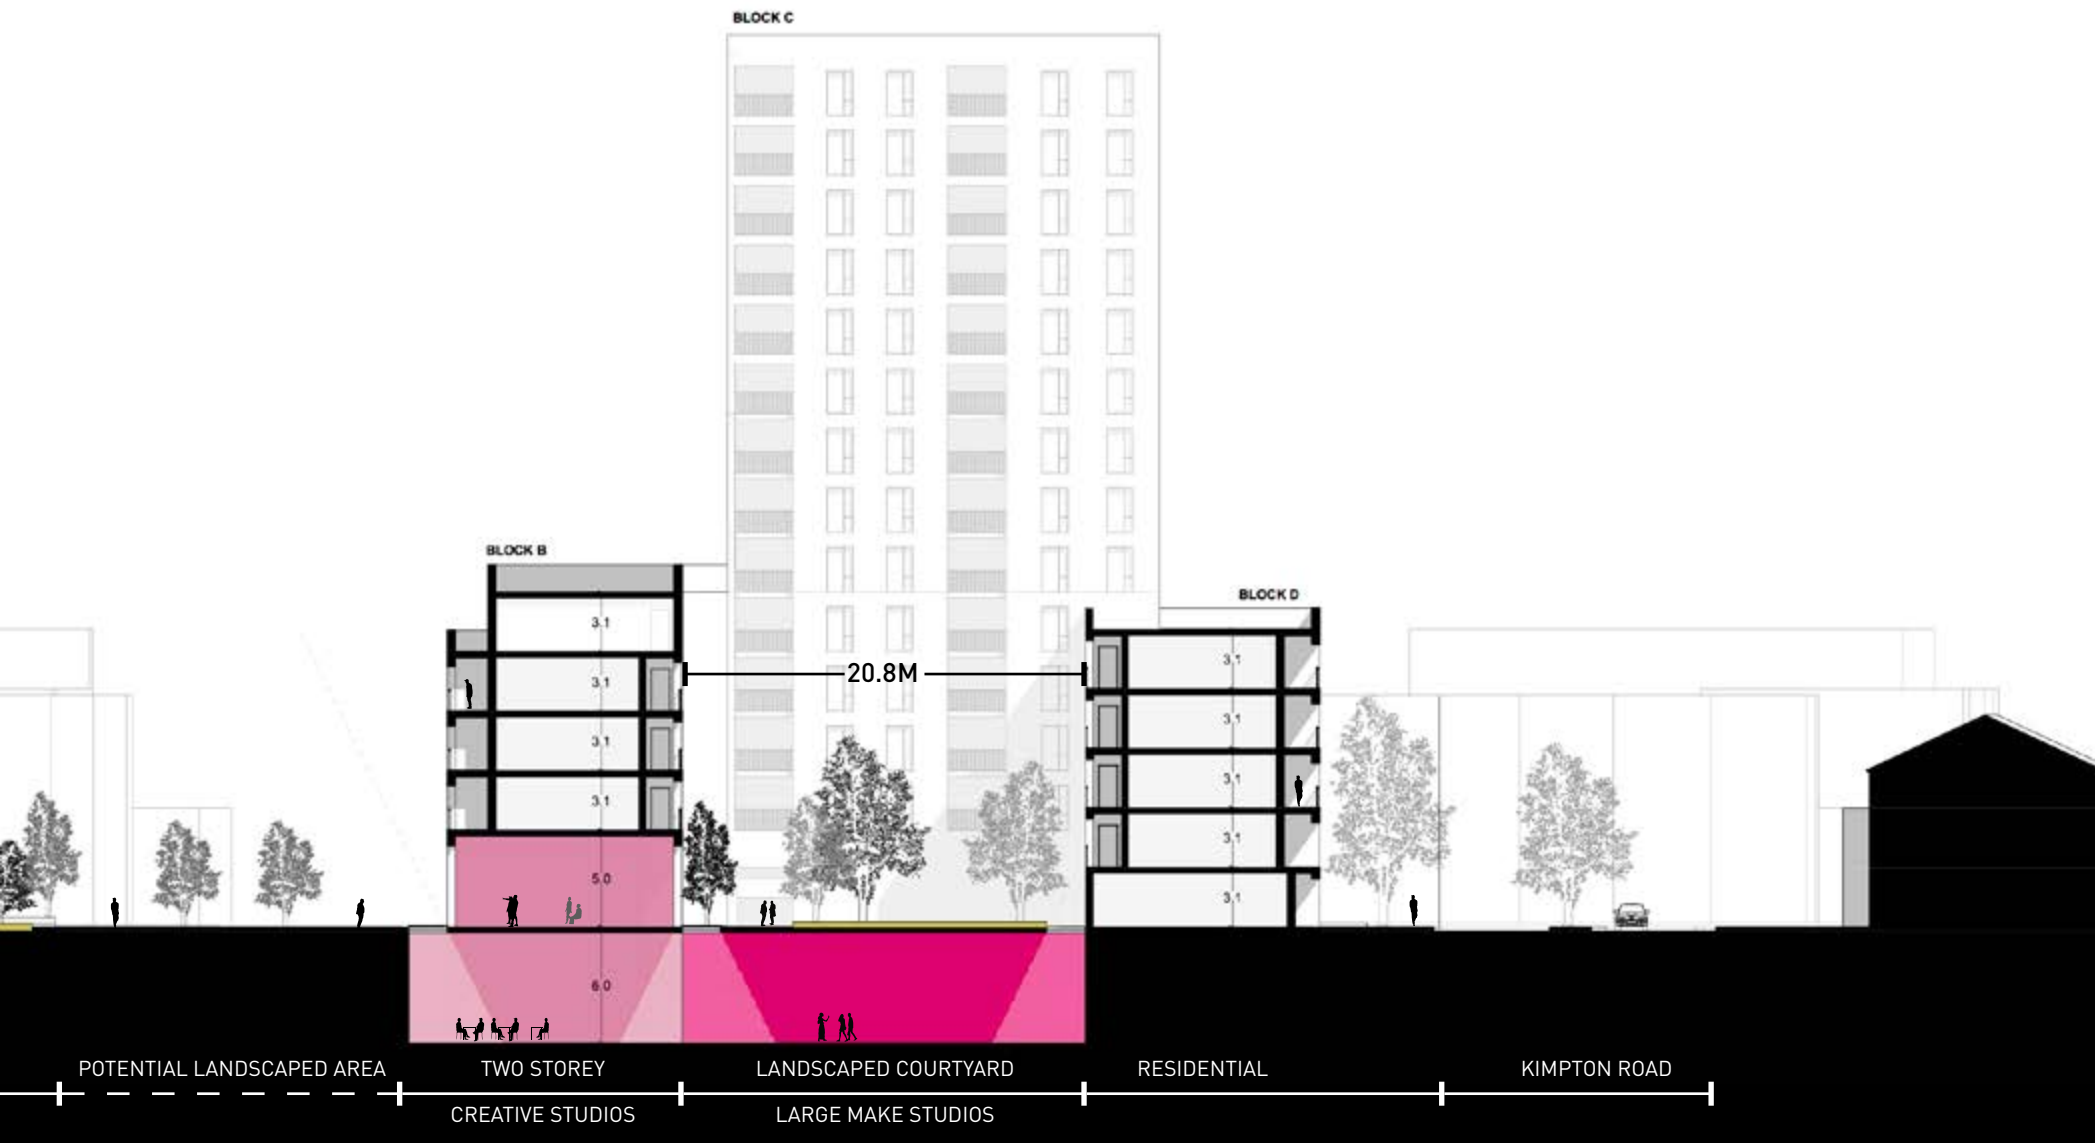 BLOCK C
BLOCK B
BLOCK D
3.1
3.1
3.1
3.1
5.0
6.0
20.8M
3.1
3.1
3.1
3.1
3.1
POTENTIAL LANDSCAPED AREA
TWO STOREY
LANDSCAPED COURTYARD
RESIDENTIAL
KIMPTON ROAD
CREATIVE STUDIOS
LARGE MAKE STUDIOS